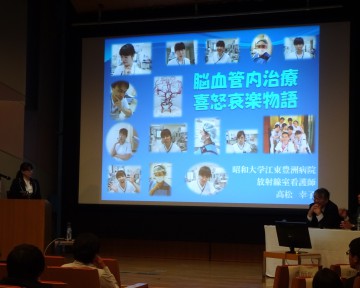 脳血管内治療
喜怒哀楽物語
昭和大学江東豊洲病院
放射線室看護師
高松 幸